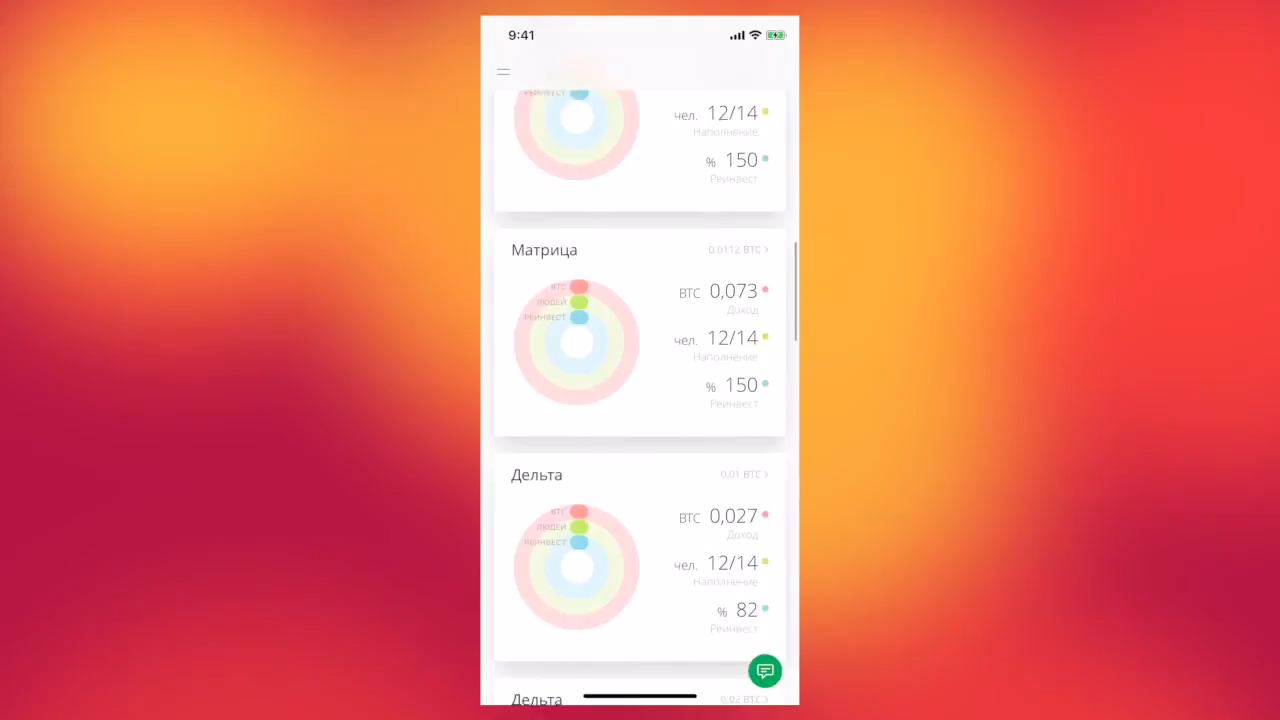 9:41
РЕИНВЕСТ
чел. 12/14
Наполнение
% 150
Реинвест
Матрица
0.0112 BTC >
BTC
ЛЮДЕЙ
РЕИНВЕСТ
BTC 0,073
Доход
чел. 12/14
Наполнение
% 150
Реинвест
Дельта
0.01 BTC >
BTC
ЛЮДЕЙ
РЕИНВЕСТ
BTC 0,027
Доход
чел. 12/14
Наполнение
% 82
Реинвест
Дельта
0.02 BTC >